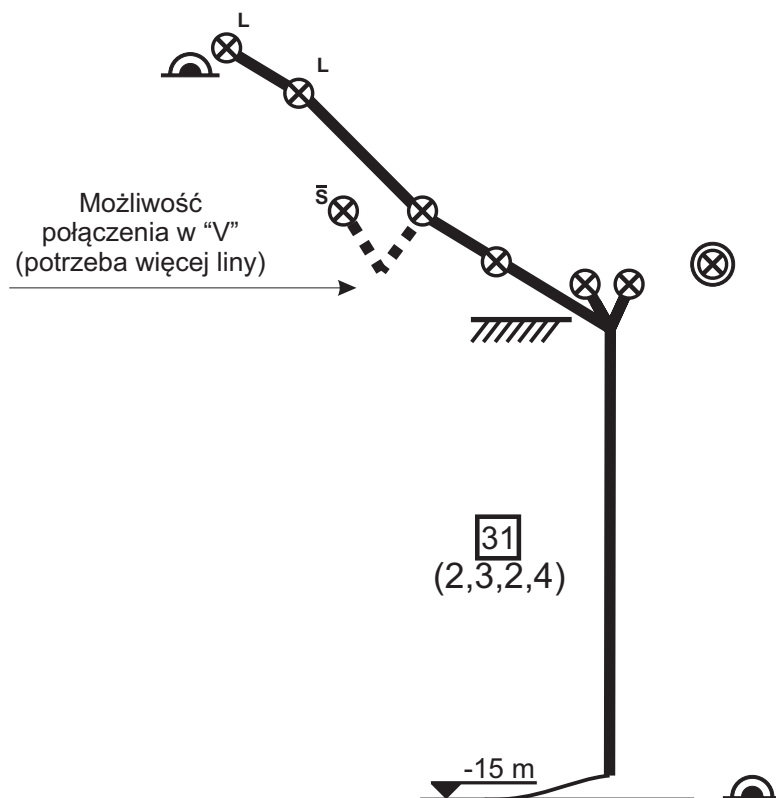 L
L
Możliwość
połączenia w “V”
(potrzeba więcej liny)
S̅
31
(2,3,2,4)
-15 m